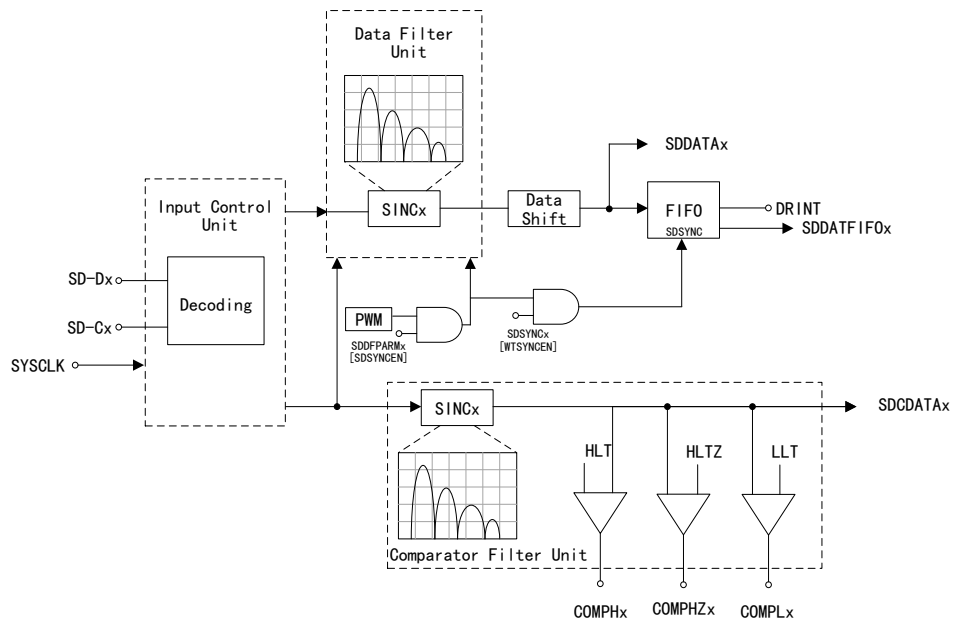 Data Filter
Unit
SINCx
Input Control
Unit
Decoding
SD-Dx
SD-Cx
SYSCLK
Data
Shift
SDDATAx
FIFO
SDSYNC
DRINT
SDDATFIFOx
PWM
SDDFPARMx
[SDSYNCEN]
SDSYNCx
[WTSYNCEN]
SINCx
SDCDATAx
HLT
HLTZ
LLT
Comparator Filter Unit
COMPHx
COMPHZx
COMPLx